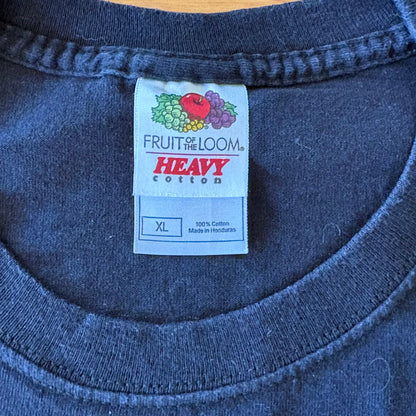 FRUIT OF THE LOOM®
HEAVY
cotton
XL
100% Cotton
Made in Honduras